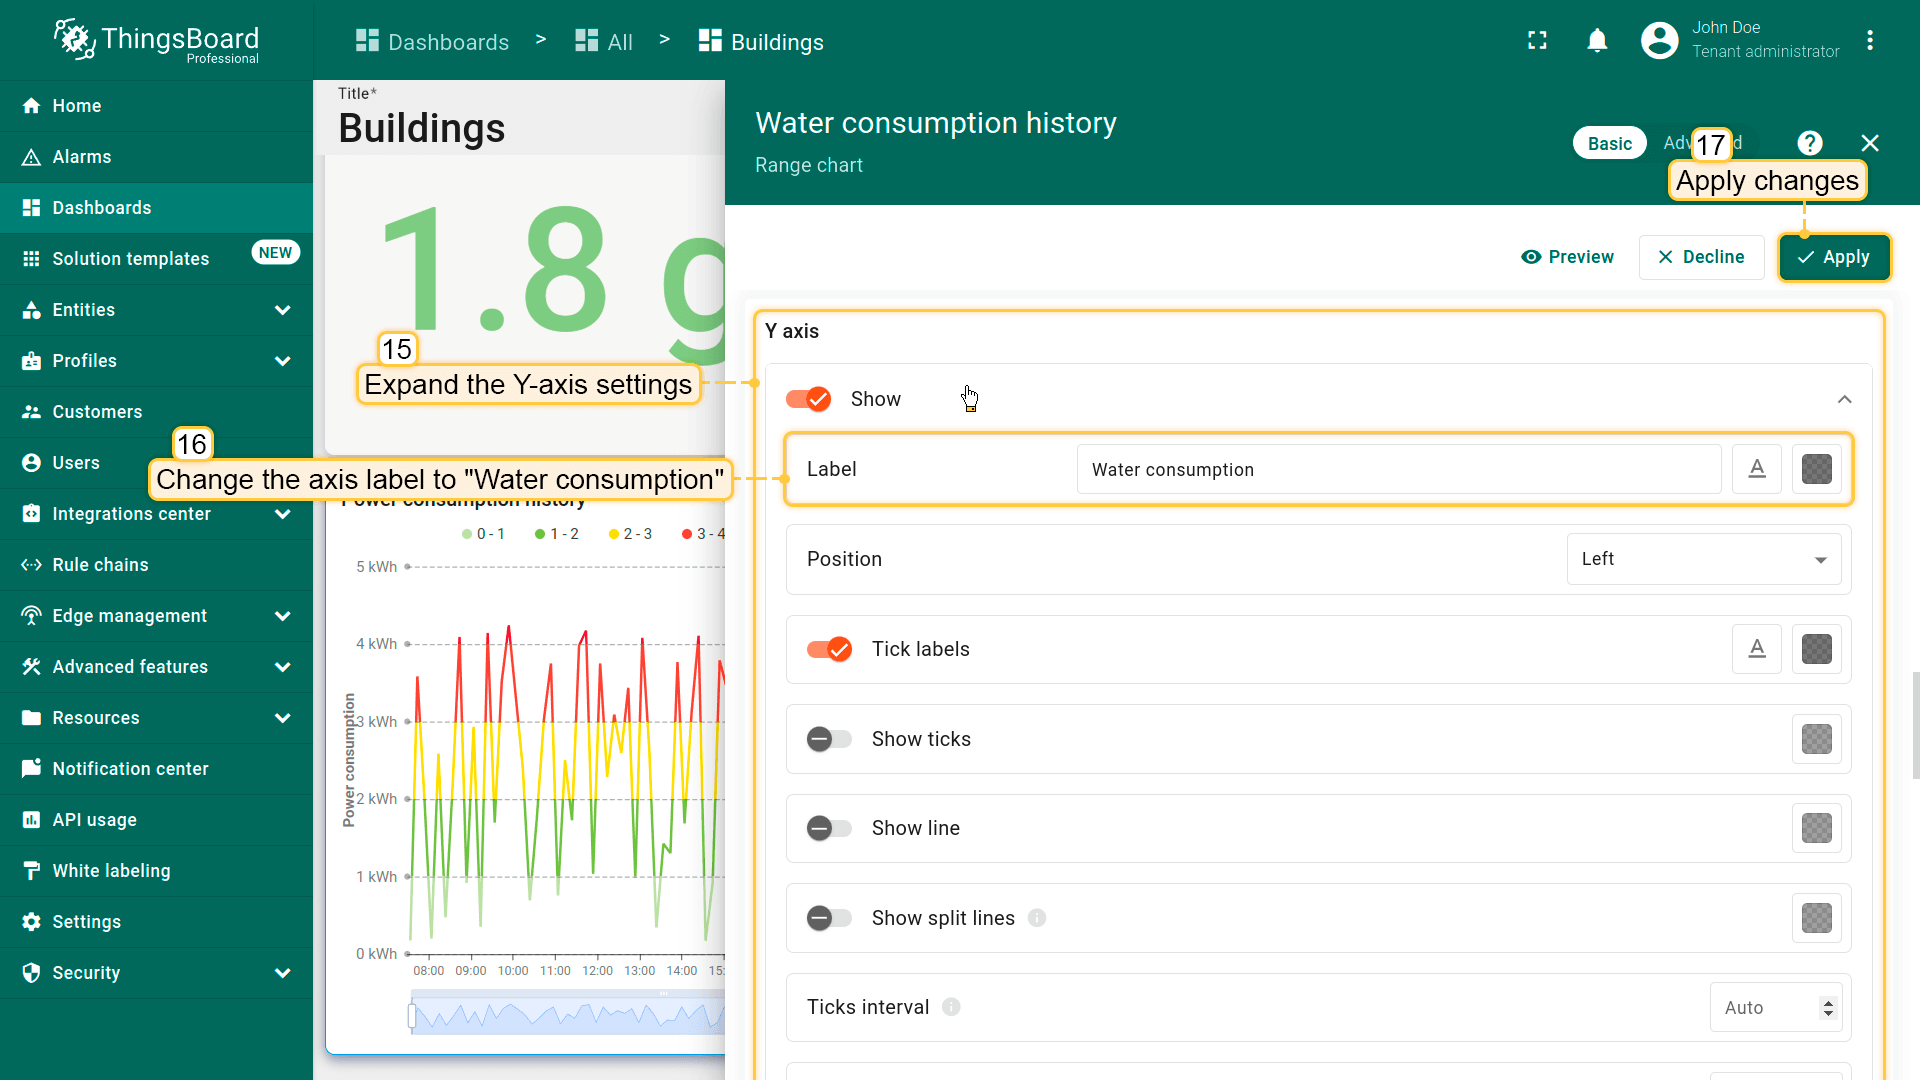 ThingsBoard
Professional
Dashboards > All > Buildings
John Doe
Tenant administrator
Home
Alarms
Dashboards
Solution templates NEW
Entities
Profiles
Customers
Users
Integrations center
Rule chains
Edge management
Advanced features
Resources
Notification center
API usage
White labeling
Settings
Security
Title*
Buildings
1.8 g
15
Expand the Y-axis settings
16
Change the axis label to "Water consumption"
Power consumption history
0 - 1 1 - 2 2 - 3 3 - 4
5 kWh
4 kWh
3 kWh
2 kWh
1 kWh
0 kWh
Power consumption
08:00 09:00 10:00 11:00 12:00 13:00 14:00 15:
Water consumption history
Range chart
Basic
17
Apply changes
Preview Decline Apply
Y axis
Show
Label Water consumption
Position Left
Tick labels
Show ticks
Show line
Show split lines
Ticks interval Auto